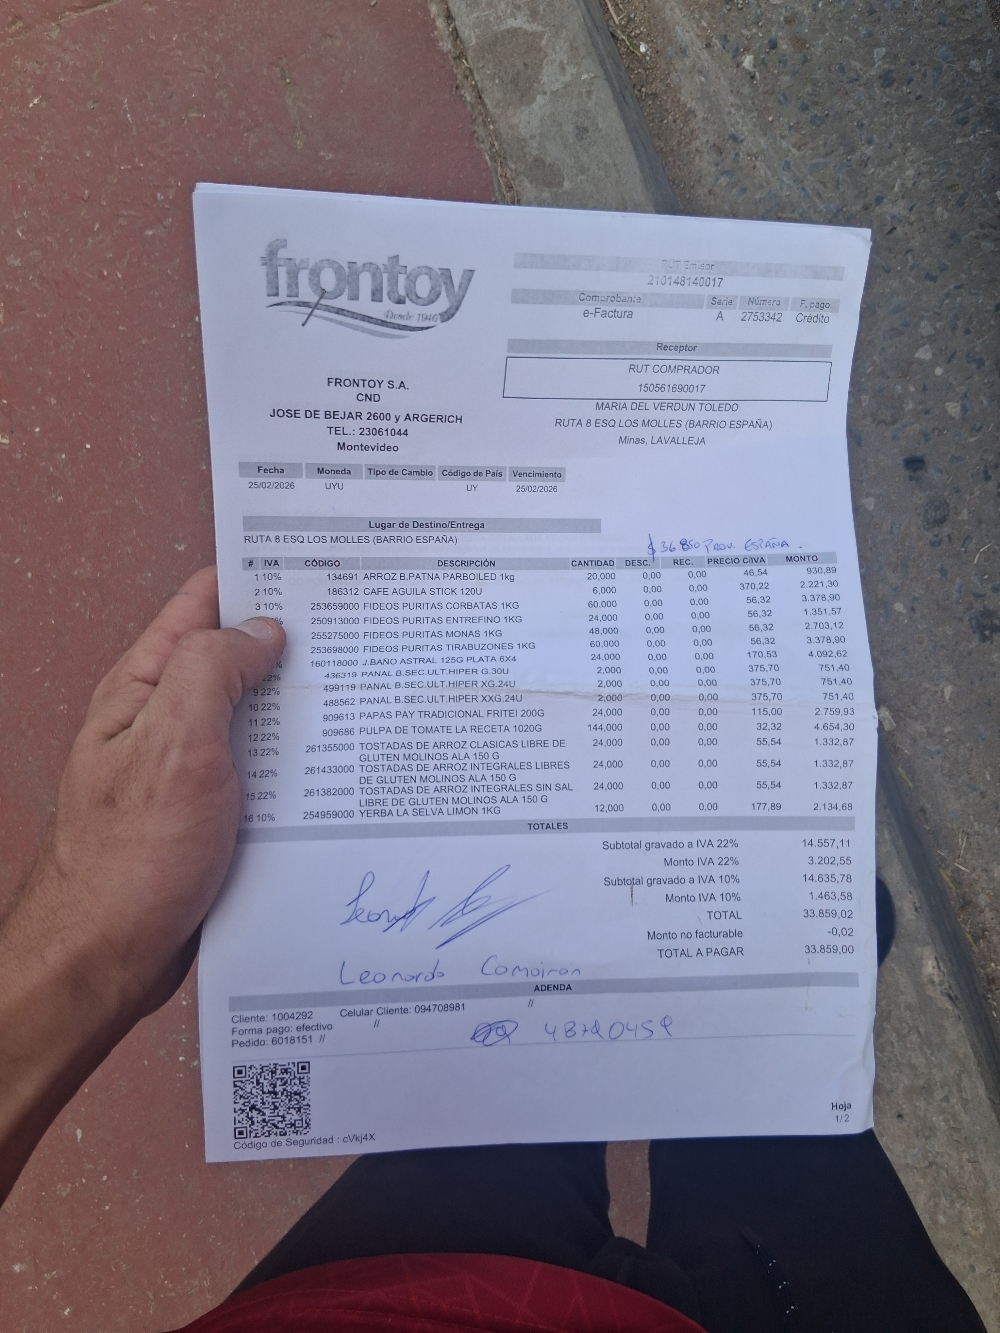 frontoy
Desde 1946
FRONTOY S.A.
CND
JOSE DE BEJAR 2600 y ARGERICH
TEL.: 23061044
Montevideo
RUT Emisor
210148140017
Comprobante Serie Número F. pago
e-Factura A 2753342 Crédito
Receptor
RUT COMPRADOR
150561690017
MARIA DEL VERDUN TOLEDO
RUTA 8 ESQ LOS MOLLES (BARRIO ESPAÑA)
Minas, LAVALLEJA
Fecha Moneda Tipo de Cambio Código de País Vencimiento
25/02/2026 UYU UY 25/02/2026
Lugar de Destino/Entrega
RUTA 8 ESQ LOS MOLLES (BARRIO ESPAÑA)
$ 36.850 PROV. ESPAÑA.
# IVA CÓDIGO DESCRIPCIÓN CANTIDAD DESC. REC. PRECIO C/IVA MONTO
1 10% 134691 ARROZ B.PATNA PARBOILED 1kg 20,000 0,00 0,00 46,54 930,89
2 10% 186312 CAFE AGUILA STICK 120U 6,000 0,00 0,00 370,22 2.221,30
3 10% 253659000 FIDEOS PURITAS CORBATAS 1KG 60,000 0,00 0,00 56,32 3.378,90
250913000 FIDEOS PURITAS ENTREFINO 1KG 24,000 0,00 0,00 56,32 1.351,57
255275000 FIDEOS PURITAS MONAS 1KG 48,000 0,00 0,00 56,32 2.703,12
253698000 FIDEOS PURITAS TIRABUZONES 1KG 60,000 0,00 0,00 56,32 3.378,90
160118000 J.BAÑO ASTRAL 125G PLATA 6X4 24,000 0,00 0,00 170,53 4.092,62
22% 436319 PANAL B.SEC.ULT.HIPER G.30U 2,000 0,00 0,00 375,70 751,40
9 22% 499119 PANAL B.SEC.ULT.HIPER XG.24U 2,000 0,00 0,00 375,70 751,40
10 22% 488562 PANAL B.SEC.ULT.HIPER XXG.24U 2,000 0,00 0,00 375,70 751,40
11 22% 909613 PAPAS PAY TRADICIONAL FRITEI 200G 24,000 0,00 0,00 115,00 2.759,93
12 22% 909686 PULPA DE TOMATE LA RECETA 1020G 144,000 0,00 0,00 32,32 4.654,30
13 22% 261355000 TOSTADAS DE ARROZ CLASICAS LIBRE DE 24,000 0,00 0,00 55,54 1.332,87
GLUTEN MOLINOS ALA 150 G
14 22% 261433000 TOSTADAS DE ARROZ INTEGRALES LIBRES 24,000 0,00 0,00 55,54 1.332,87
DE GLUTEN MOLINOS ALA 150 G
15 22% 261382000 TOSTADAS DE ARROZ INTEGRALES SIN SAL 24,000 0,00 0,00 55,54 1.332,87
LIBRE DE GLUTEN MOLINOS ALA 150 G
16 10% 254959000 YERBA LA SELVA LIMON 1KG 12,000 0,00 0,00 177,89 2.134,68
TOTALES
Subtotal gravado a IVA 22% 14.557,11
Monto IVA 22% 3.202,55
Subtotal gravado a IVA 10% 14.635,78
Monto IVA 10% 1.463,58
TOTAL 33.859,02
Monto no facturable -0,02
TOTAL A PAGAR 33.859,00
Leonardo Comoiron
ADENDA
Cliente: 1004292 Celular Cliente: 094708981 //
Forma pago: efectivo //
Pedido: 6018151 //
Hoja
1/2
Código de Seguridad : cVkj4X